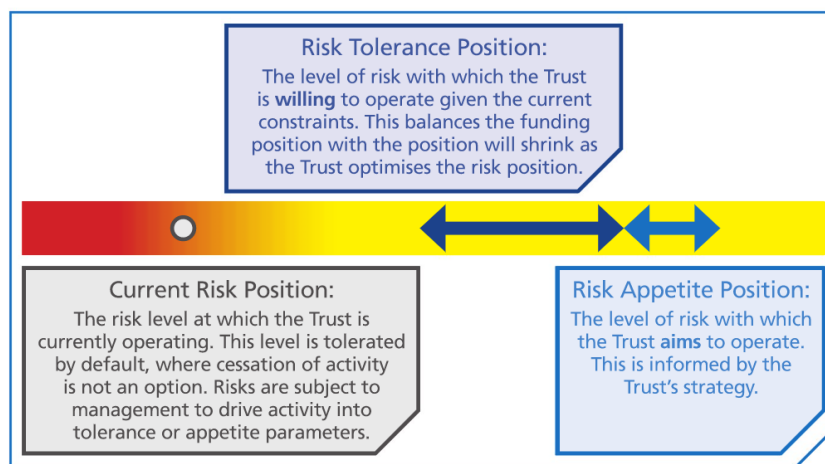 Risk Tolerance Position:
The level of risk with which the Trust
is willing to operate given the current
constraints. This balances the funding
position with the position will shrink as
the Trust optimises the risk position.
Current Risk Position:
The risk level at which the Trust is
currently operating. This level is tolerated
by default, where cessation of activity
is not an option. Risks are subject to
management to drive activity into
tolerance or appetite parameters.
Risk Appetite Position:
The level of risk with which
the Trust aims to operate.
This is informed by the
Trust’s strategy.